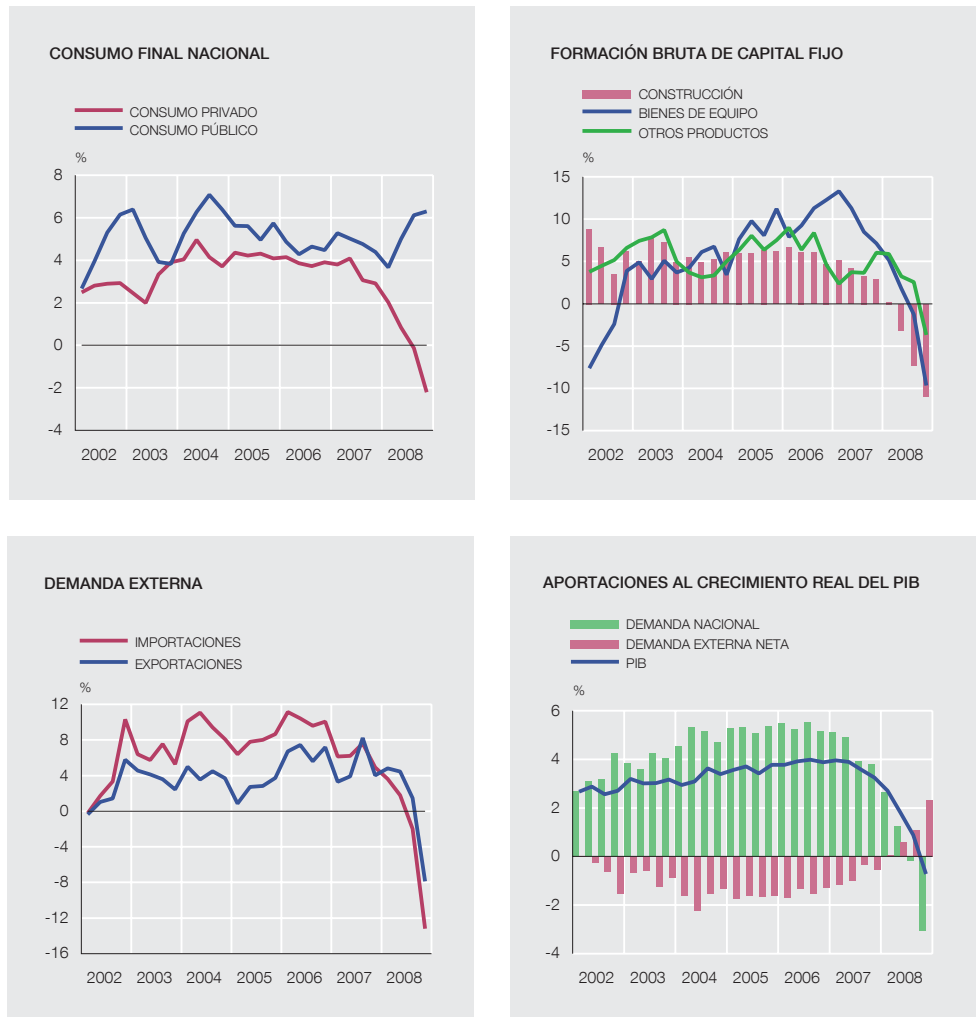 CONSUMO FINAL NACIONAL
CONSUMO PRIVADO
CONSUMO PÚBLICO
%
8
6
4
2
0
-2
-4
2002 2003 2004 2005 2006 2007 2008
FORMACIÓN BRUTA DE CAPITAL FIJO
CONSTRUCCIÓN
BIENES DE EQUIPO
OTROS PRODUCTOS
%
15
10
5
0
-5
-10
-15
2002 2003 2004 2005 2006 2007 2008
DEMANDA EXTERNA
IMPORTACIONES
EXPORTACIONES
%
12
8
4
0
-4
-8
-12
-16
2002 2003 2004 2005 2006 2007 2008
APORTACIONES AL CRECIMIENTO REAL DEL PIB
DEMANDA NACIONAL
DEMANDA EXTERNA NETA
PIB
%
6
4
2
0
-2
-4
2002 2003 2004 2005 2006 2007 2008